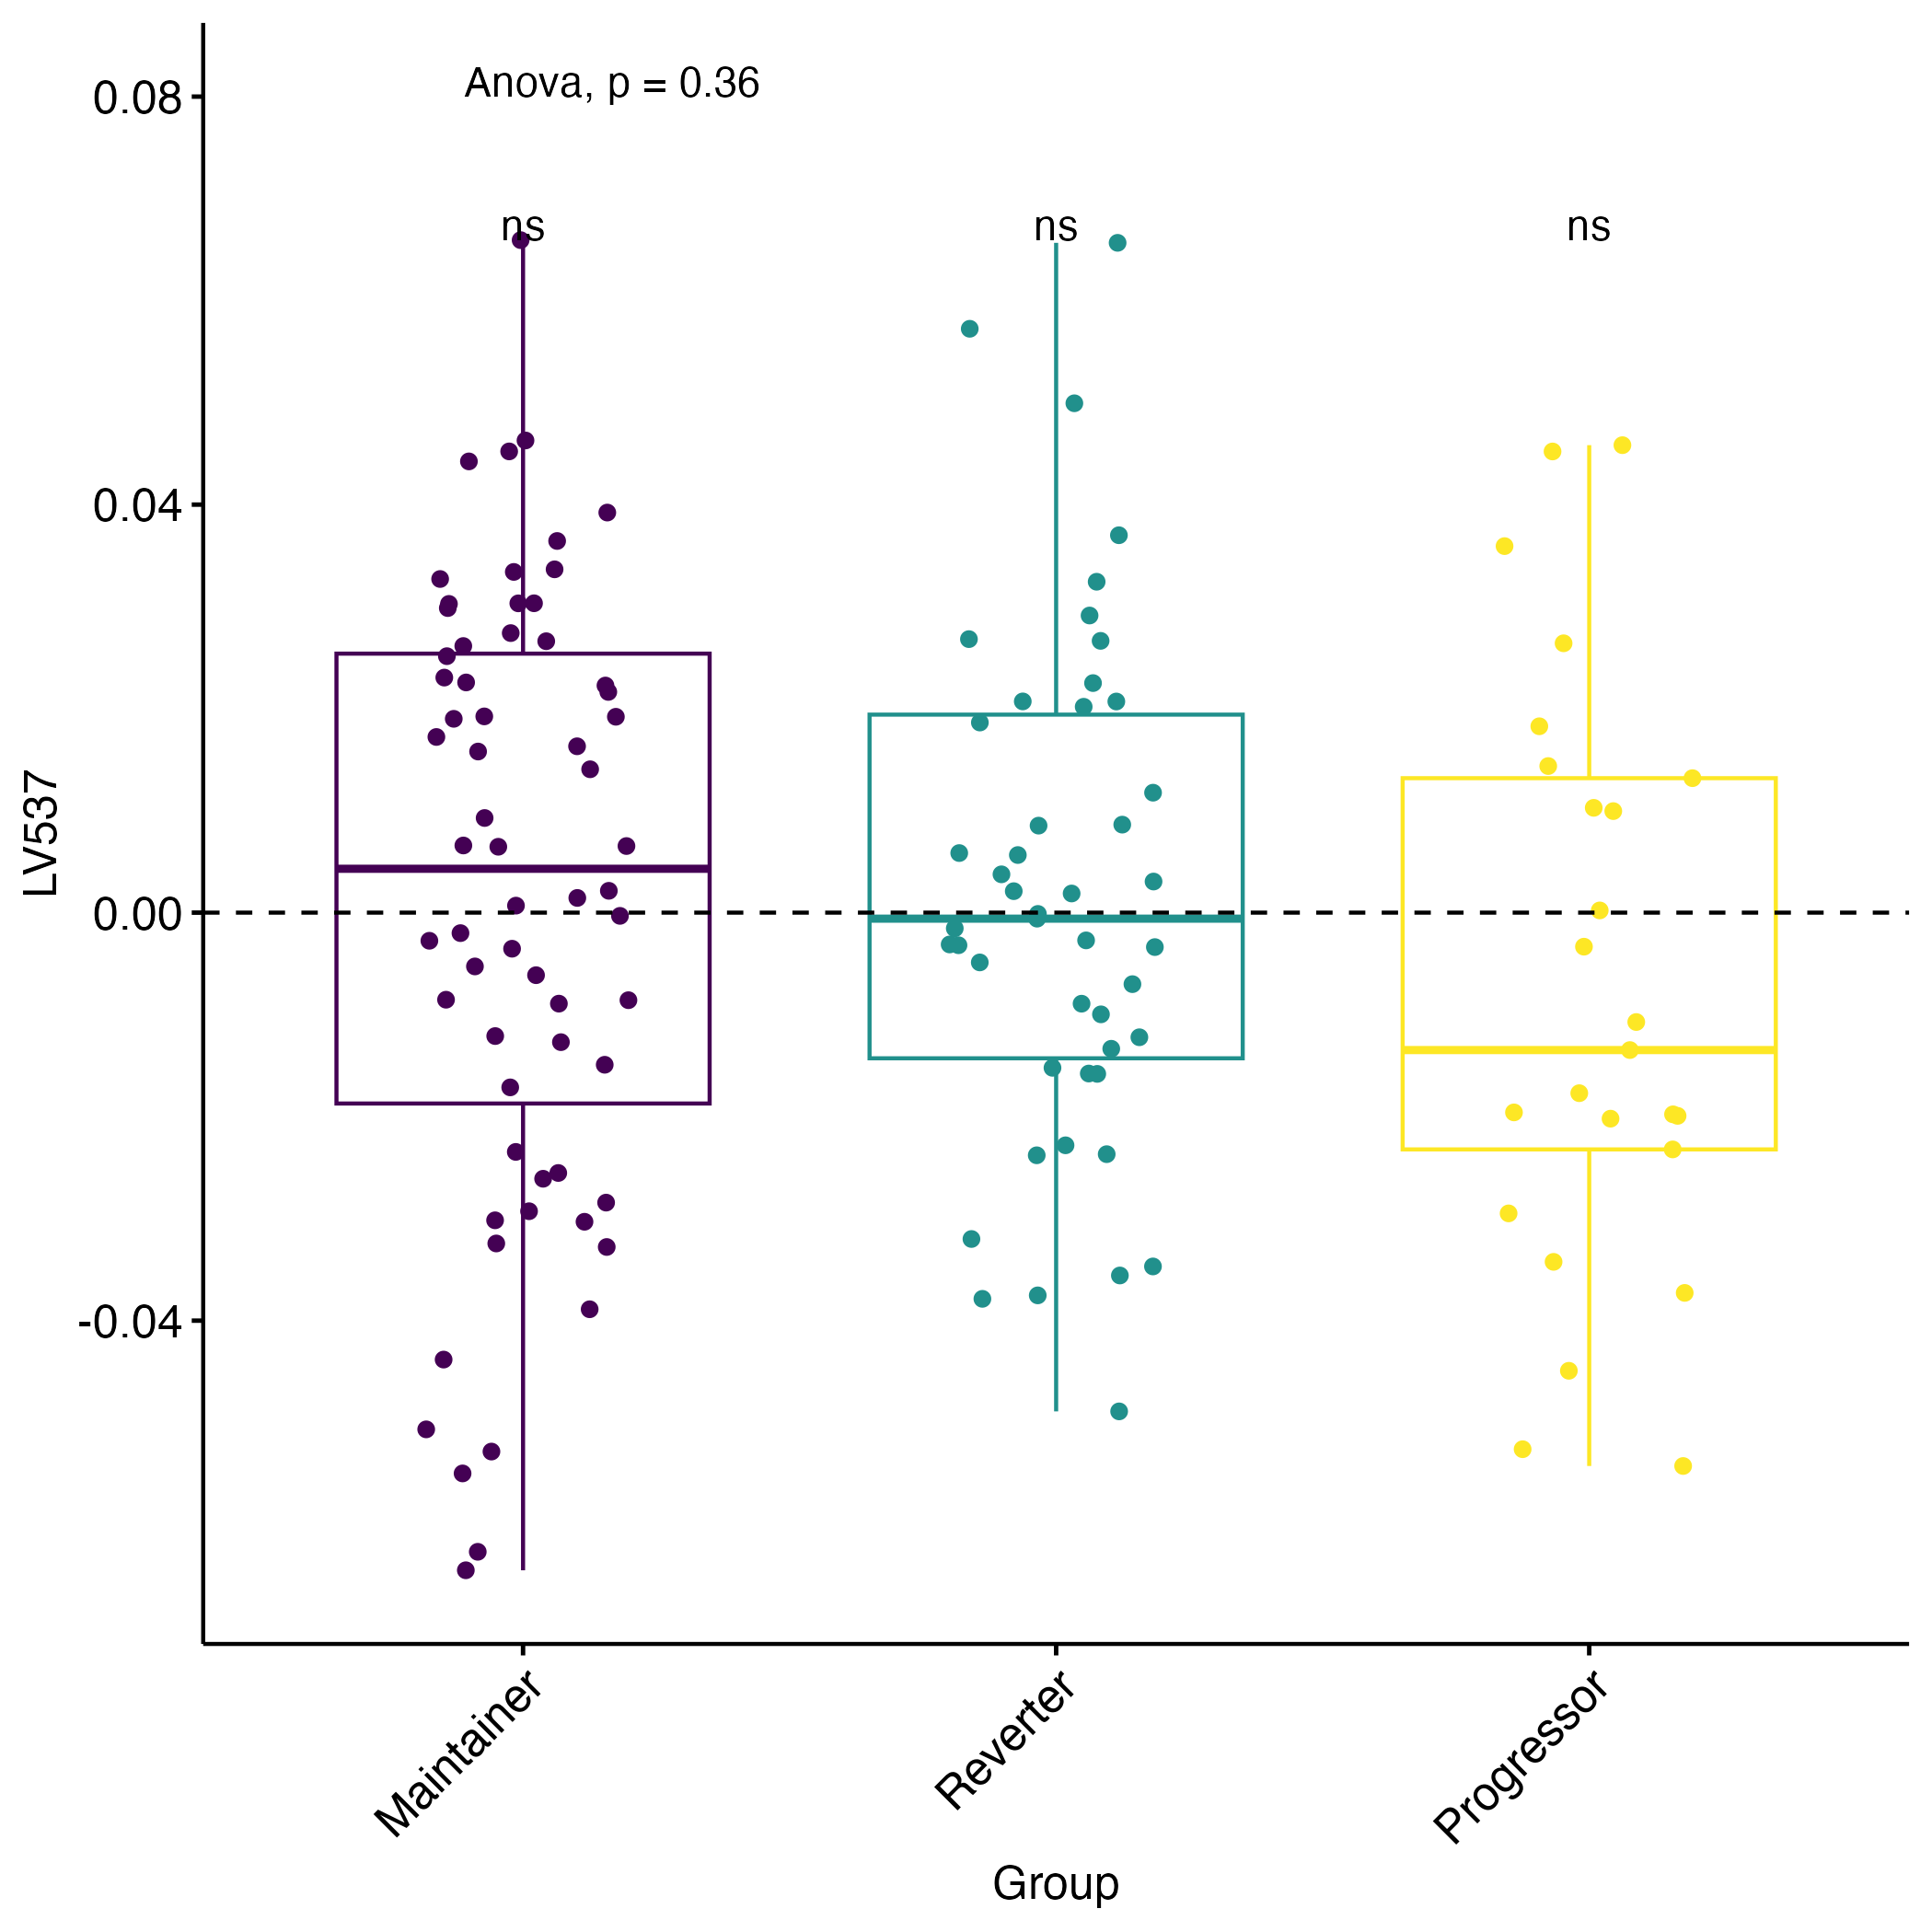 Anova, p = 0.36
ns ns ns
0.08
0.04
0.00
-0.04
LV537
Maintainer
Reverter
Progressor
Group